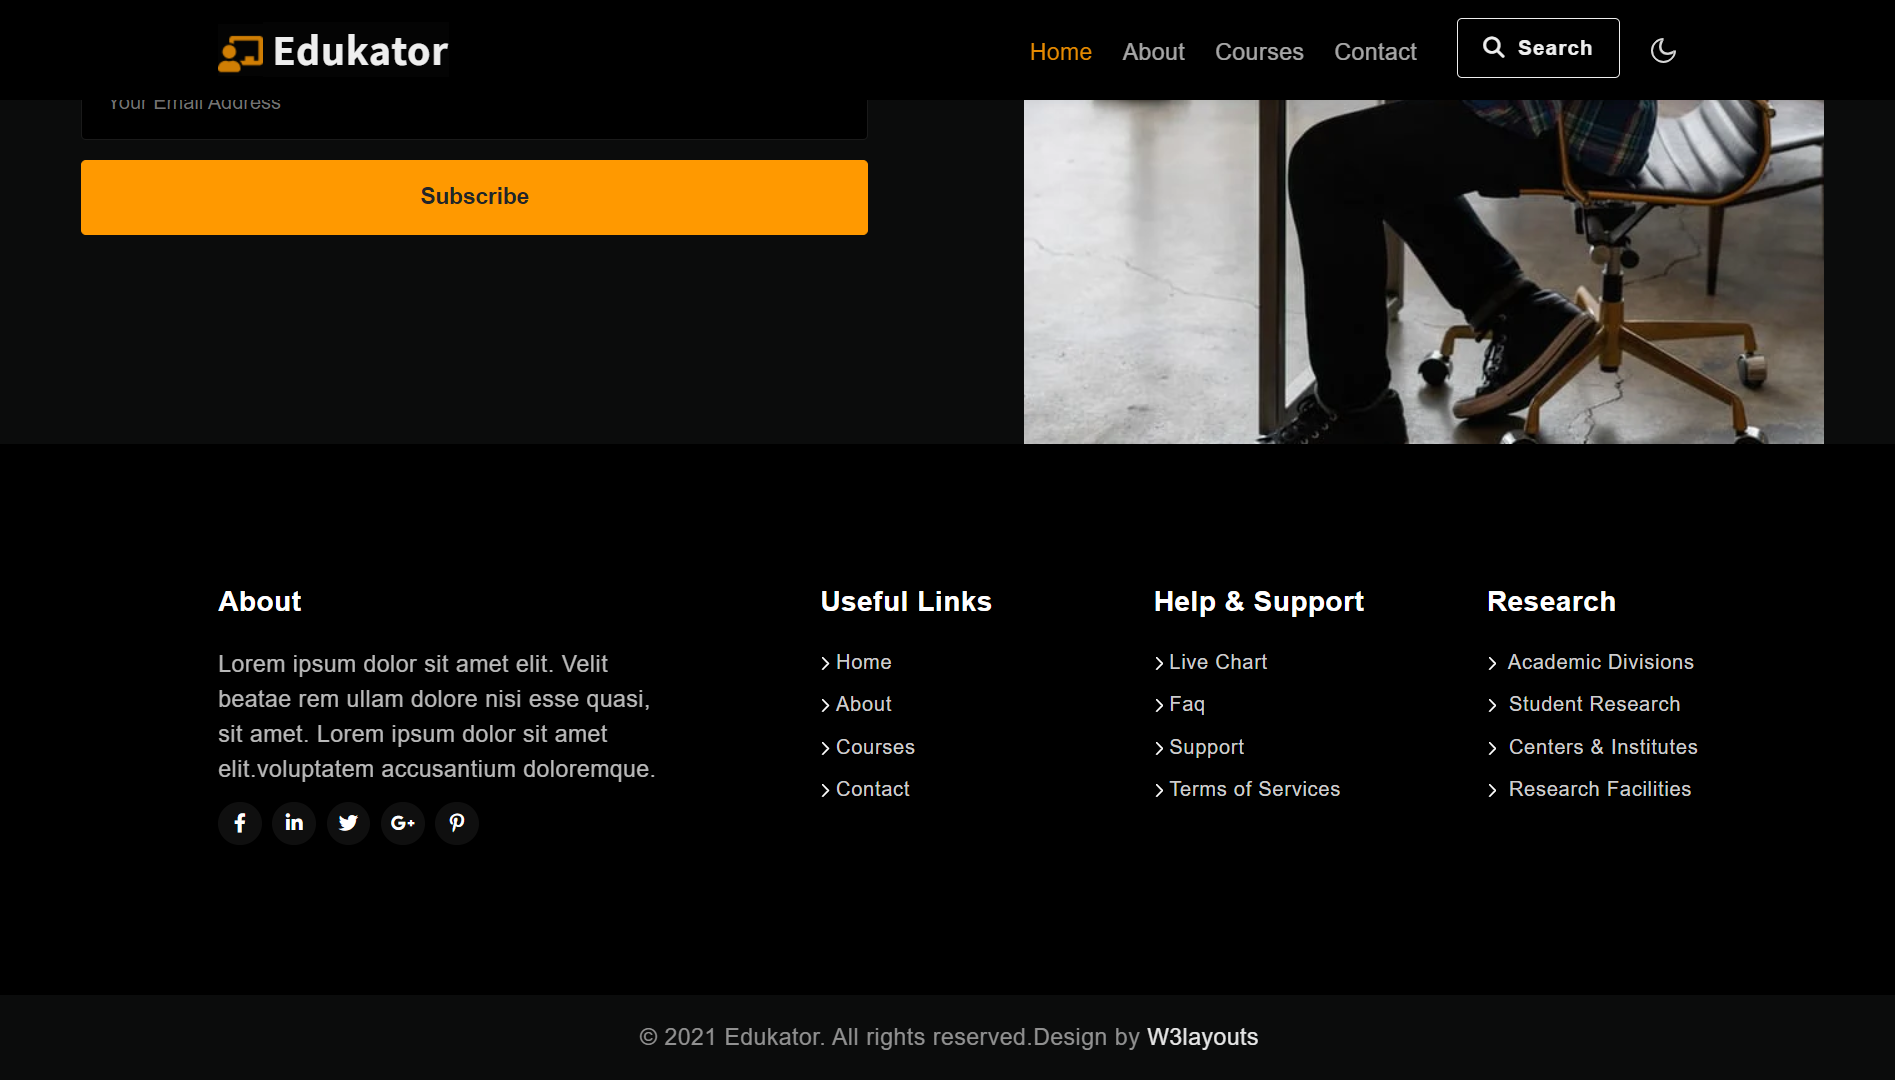 Edukator
Home
About
Courses
Contact
Search
Your Email Address
Subscribe
About
Lorem ipsum dolor sit amet elit. Velit
beatae rem ullam dolore nisi esse quasi,
sit amet. Lorem ipsum dolor sit amet
elit.voluptatem accusantium doloremque.
Useful Links
Home
About
Courses
Contact
Help & Support
Live Chart
Faq
Support
Terms of Services
Research
Academic Divisions
Student Research
Centers & Institutes
Research Facilities
© 2021 Edukator. All rights reserved.Design by W3layouts